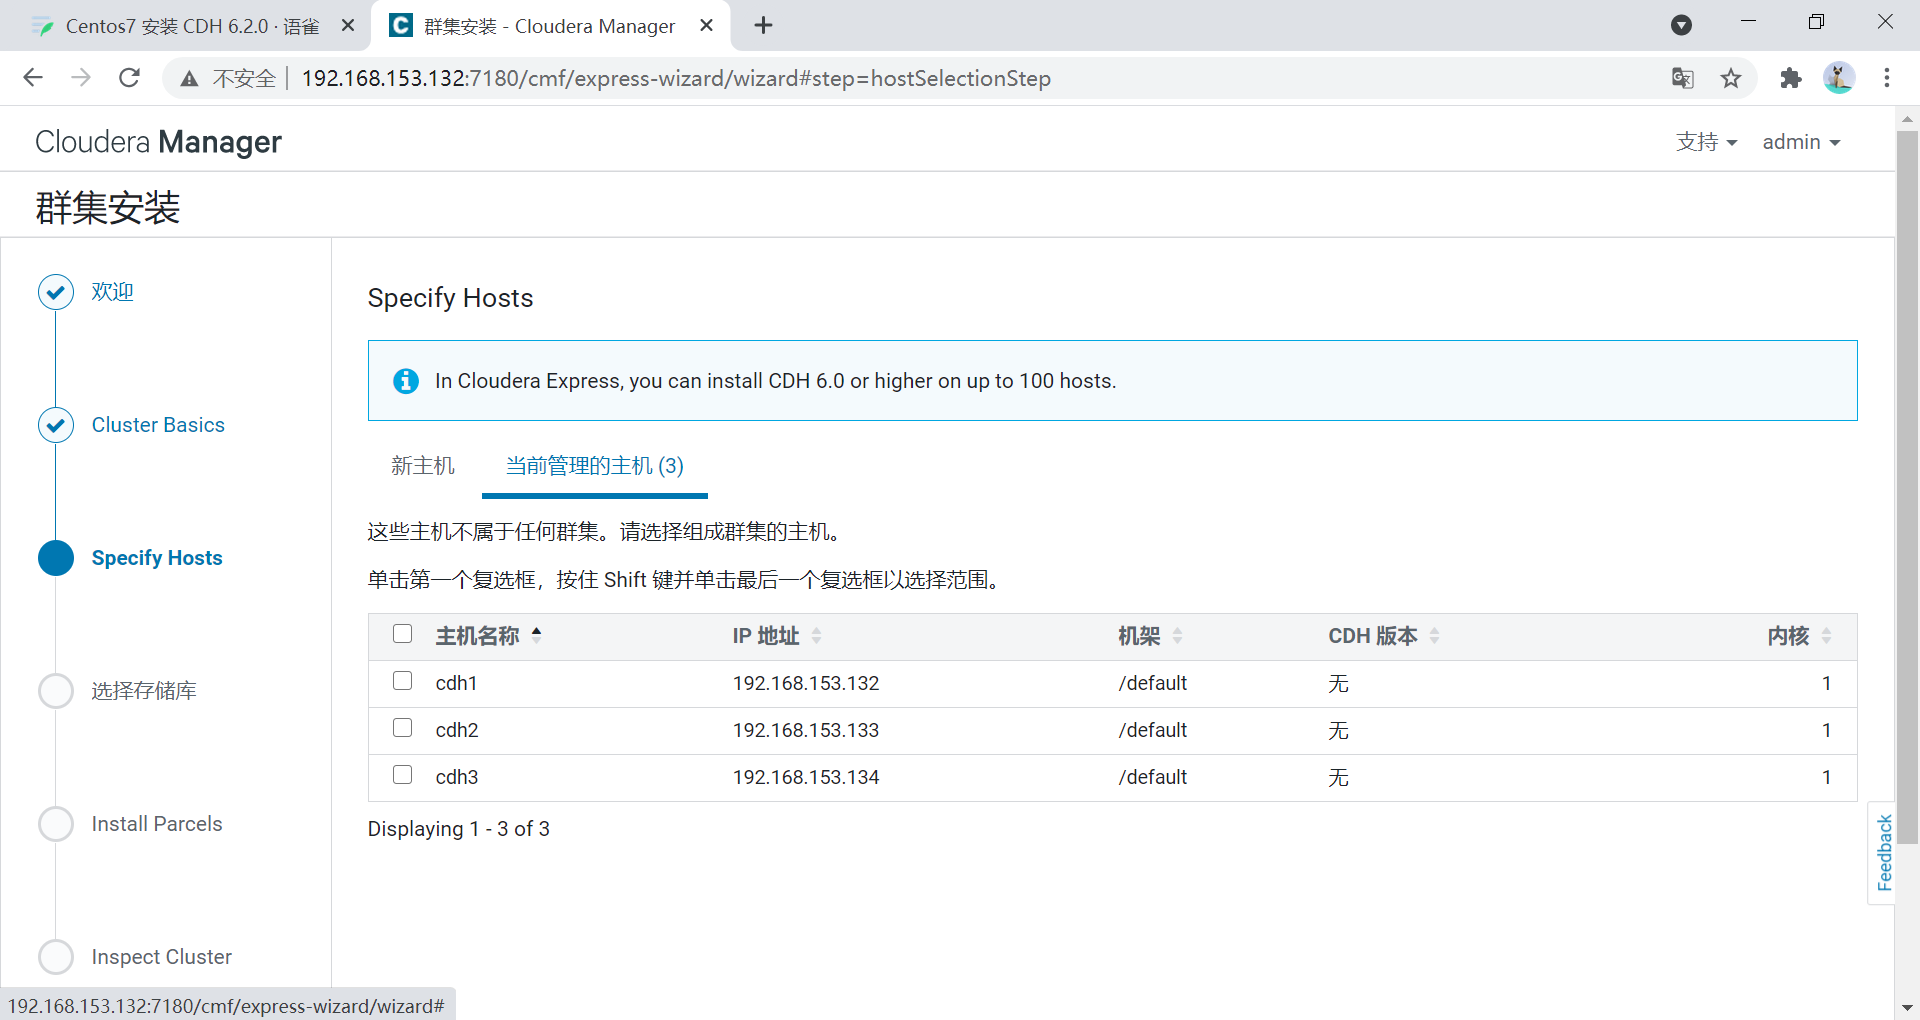 Centos7 安装 CDH 6.2.0 · 语雀
群集安装 - Cloudera Manager
不安全
192.168.153.132:7180/cmf/express-wizard/wizard#step=hostSelectionStep
Cloudera Manager
支持
admin
群集安装
欢迎
Cluster Basics
Specify Hosts
选择存储库
Install Parcels
Inspect Cluster
Specify Hosts
In Cloudera Express, you can install CDH 6.0 or higher on up to 100 hosts.
新主机
当前管理的主机 (3)
这些主机不属于任何群集。请选择组成群集的主机。
单击第一个复选框，按住 Shift 键并单击最后一个复选框以选择范围。
主机名称 IP 地址 机架 CDH 版本 内核
cdh1 192.168.153.132 /default 无 1
cdh2 192.168.153.133 /default 无 1
cdh3 192.168.153.134 /default 无 1
Displaying 1 - 3 of 3
Feedback
192.168.153.132:7180/cmf/express-wizard/wizard#